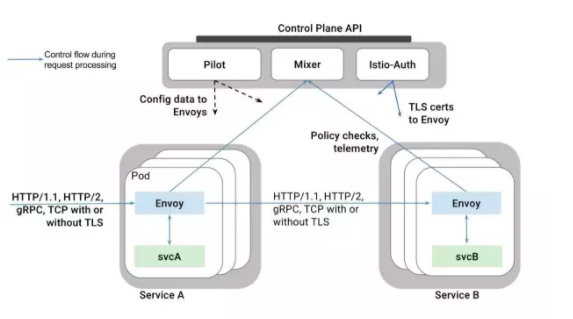 Control Plane API
Control flow during
request processing
Pilot
Mixer
Istio-Auth
Config data to
Envoys
TLS certs
to Envoy
Policy checks,
telemetry
Pod
HTTP/1.1, HTTP/2,
gRPC, TCP with or
without TLS
Envoy
HTTP/1.1, HTTP/2,
gRPC, TCP with or
without TLS
Envoy
svcA
svcB
Service A
Service B